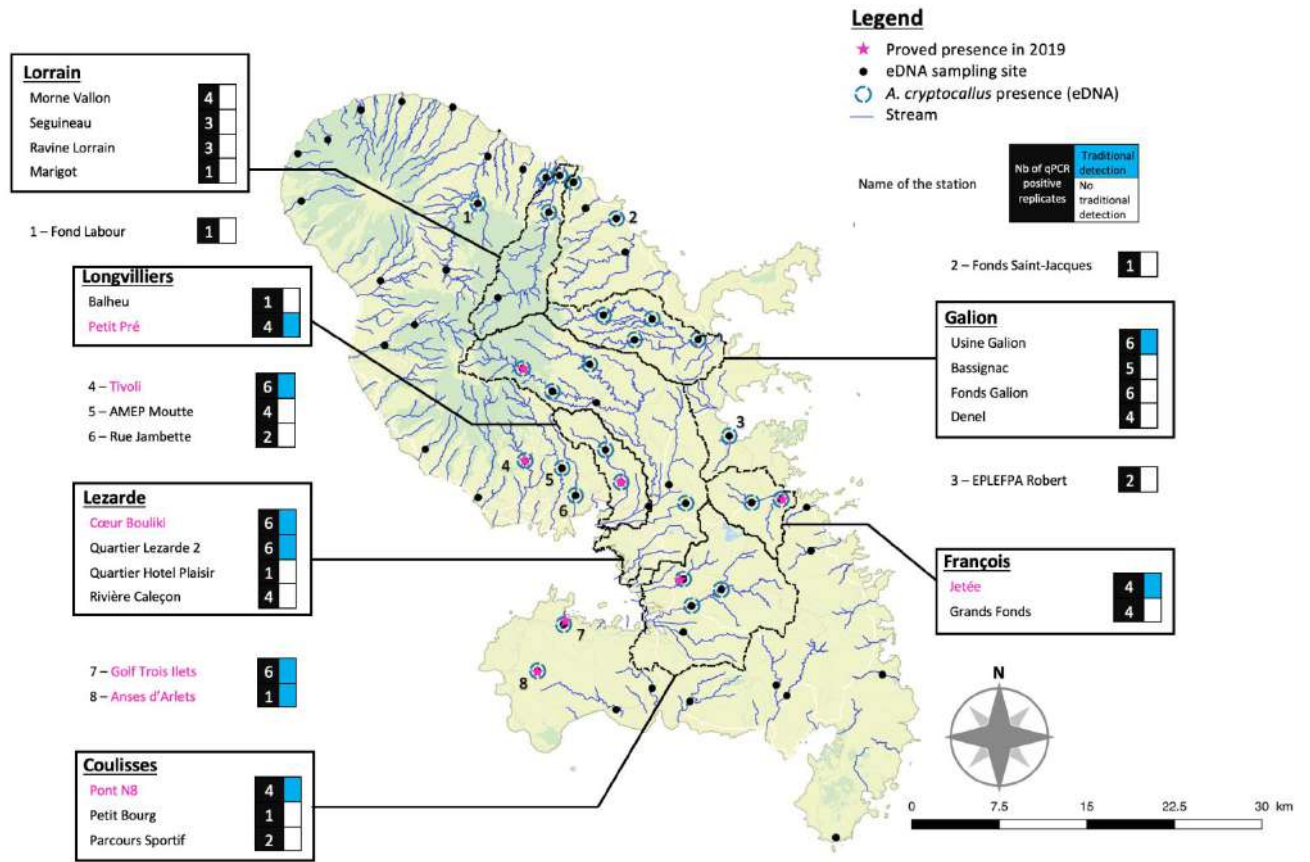 Legend
Proved presence in 2019
eDNA sampling site
A. cryptocallus presence (eDNA)
Stream
Name of the station
Nb of qPCR positive replicates
Traditional detection
No traditional detection
Lorrain
Morne Vallon 4
Seguineau 3
Ravine Lorrain 3
Marigot 1
1 – Fond Labour 1
Longvilliers
Balheu 1
Petit Pré 4
4 – Tivoli 6
5 – AMEP Moutte 4
6 – Rue Jambette 2
Lezarde
Cœur Bouliki 6
Quartier Lezarde 2 6
Quartier Hotel Plaisir 1
Rivière Caleçon 4
7 – Golf Trois Ilets 6
8 – Anses d'Arlets 1
Coulisses
Pont N8 4
Petit Bourg 1
Parcours Sportif 2
2 – Fonds Saint-Jacques 1
Galion
Usine Galion 6
Bassignac 5
Fonds Galion 6
Denel 4
3 – EPLEFPA Robert 2
François
Jetée 4
Grands Fonds 4
1
2
3
4
5
6
7
8
N
0 7.5 15 22.5 30 km